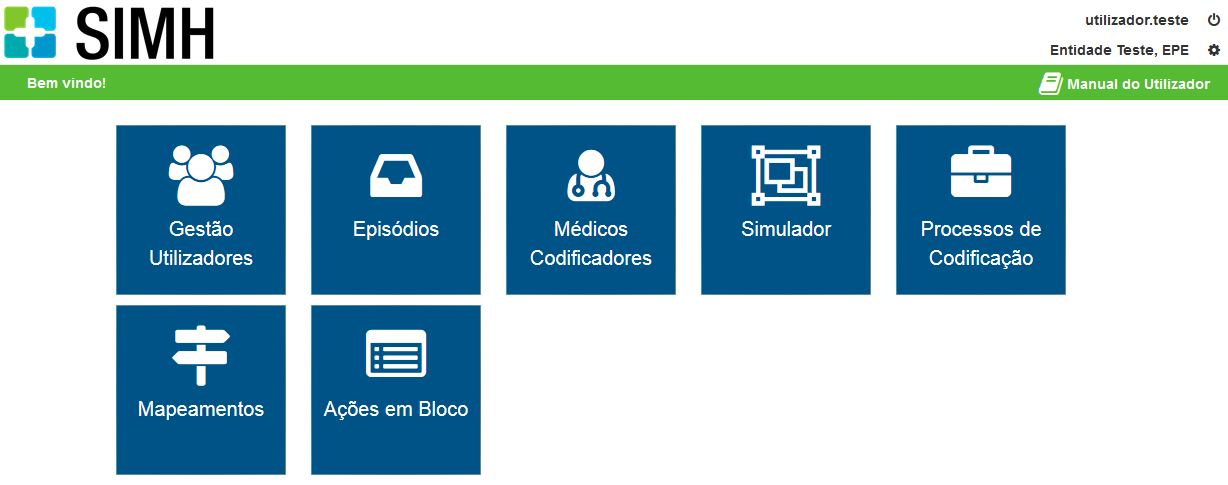 SIMH
utilizador.teste
Entidade Teste, EPE
Bem vindo!
Manual do Utilizador
Gestão
Utilizadores
Episódios
Médicos
Codificadores
Simulador
Processos de
Codificação
Mapeamentos
Ações em Bloco